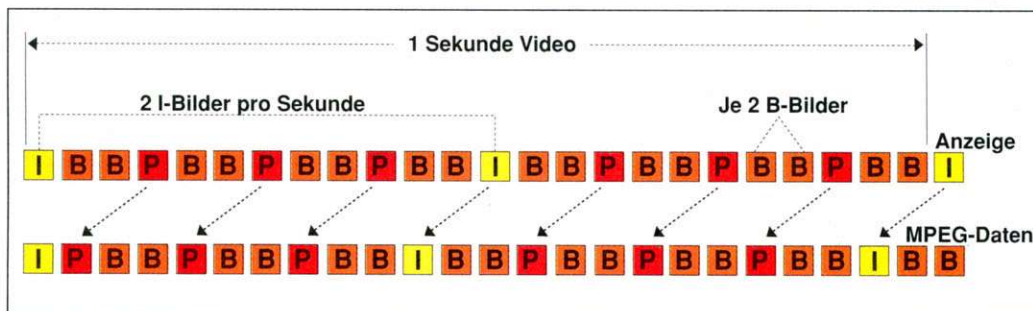 1 Sekunde Video
2 I-Bilder pro Sekunde
Je 2 B-Bilder
Anzeige
I B B P B B P B B P B B I B B P B B P B B P B B I
MPEG-Daten
I P B B P B B P B B I B B P B B P B B P B B I B B